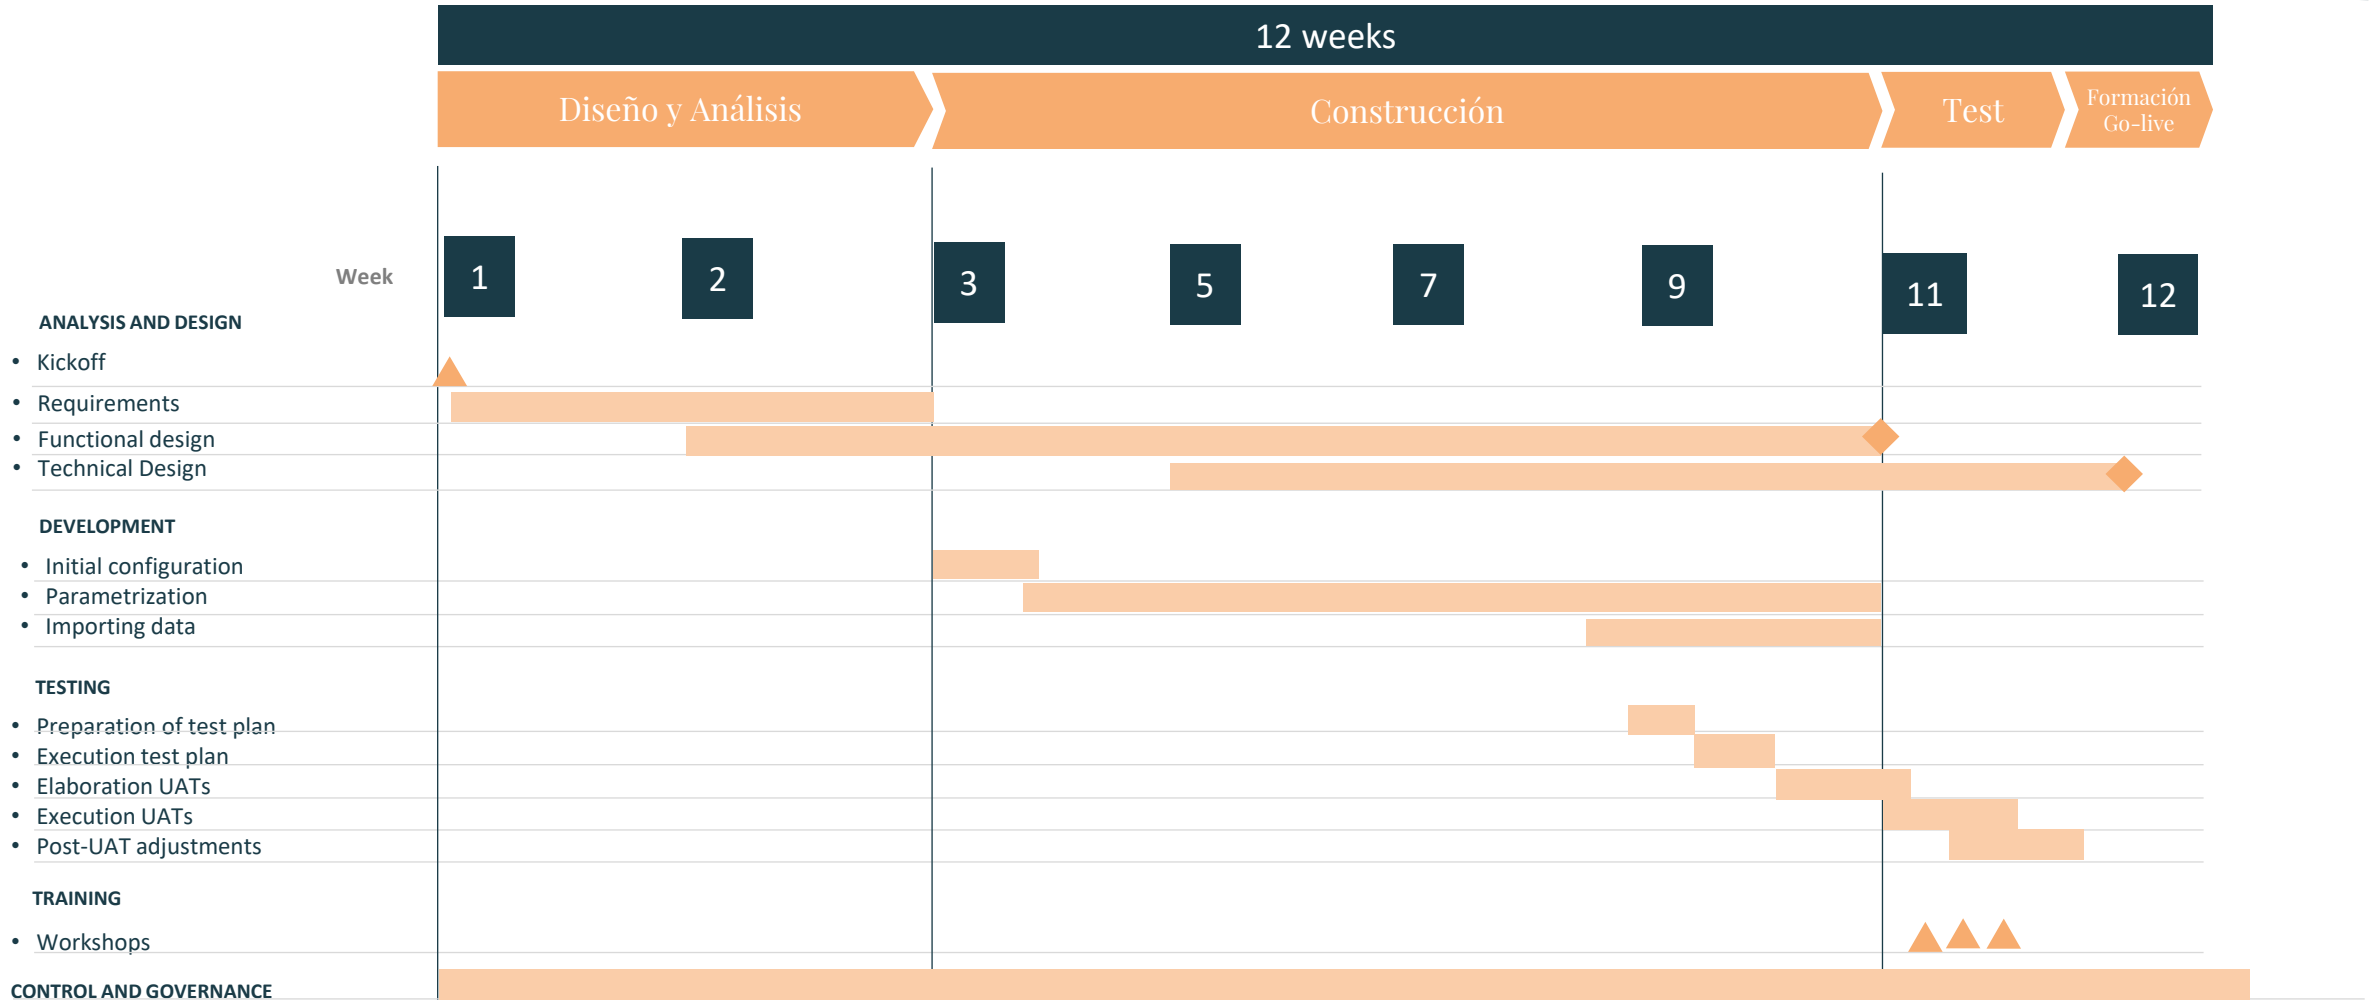 12 weeks
Diseño y Análisis
Construcción
Test
Formación
Go-live
Week
1
2
3
5
7
9
11
12
ANALYSIS AND DESIGN
• Kickoff
• Requirements
• Functional design
• Technical Design
DEVELOPMENT
• Initial configuration
• Parametrization
• Importing data
TESTING
• Preparation of test plan
• Execution test plan
• Elaboration UATs
• Execution UATs
• Post-UAT adjustments
TRAINING
• Workshops
CONTROL AND GOVERNANCE